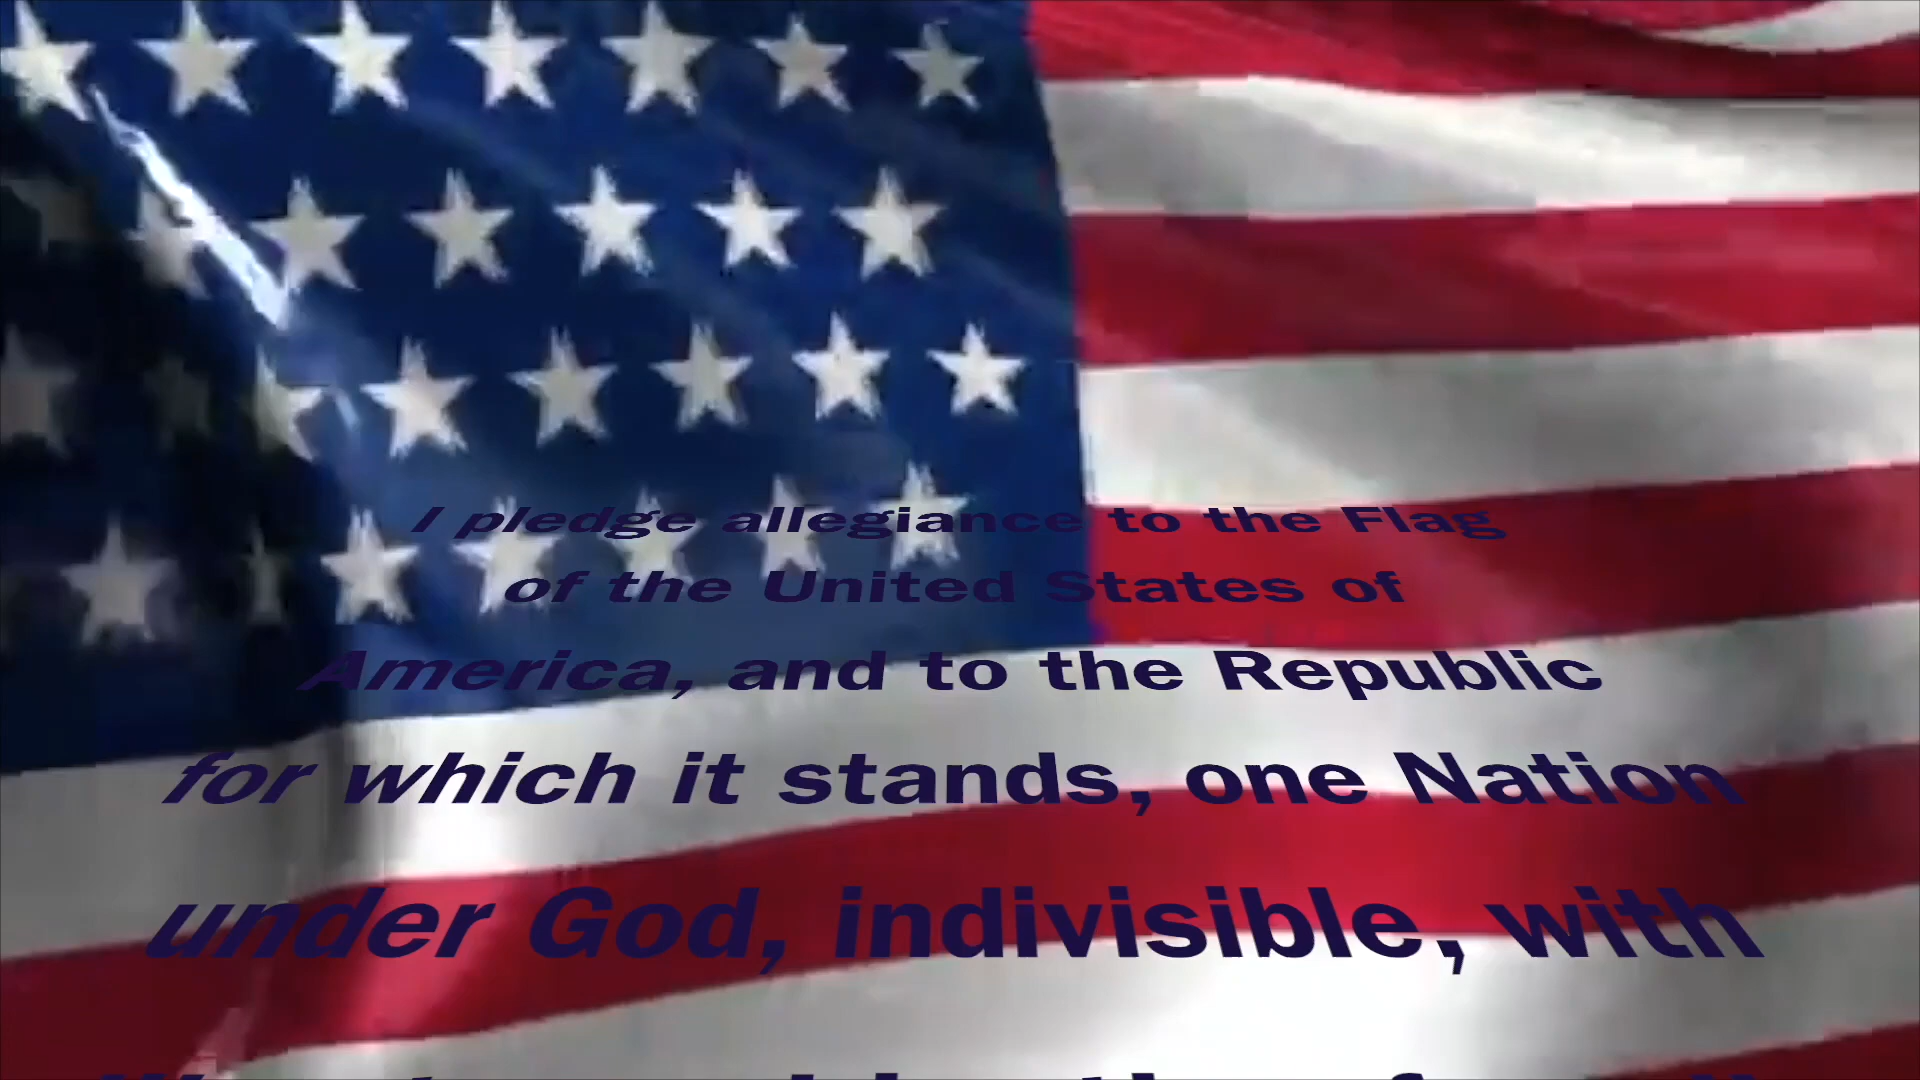 I pledge allegiance to the Flag
of the United States of
America, and to the Republic
for which it stands, one Nation
under God, indivisible, with